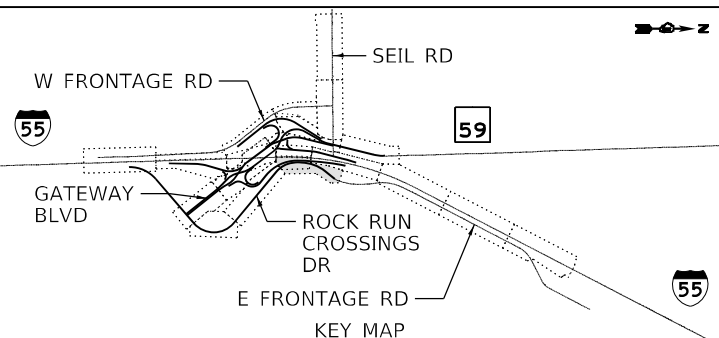 SEIL RD
Z
W FRONTAGE RD
55
59
GATEWAY
BLVD
ROCK RUN
CROSSINGS
DR
E FRONTAGE RD
55
KEY MAP